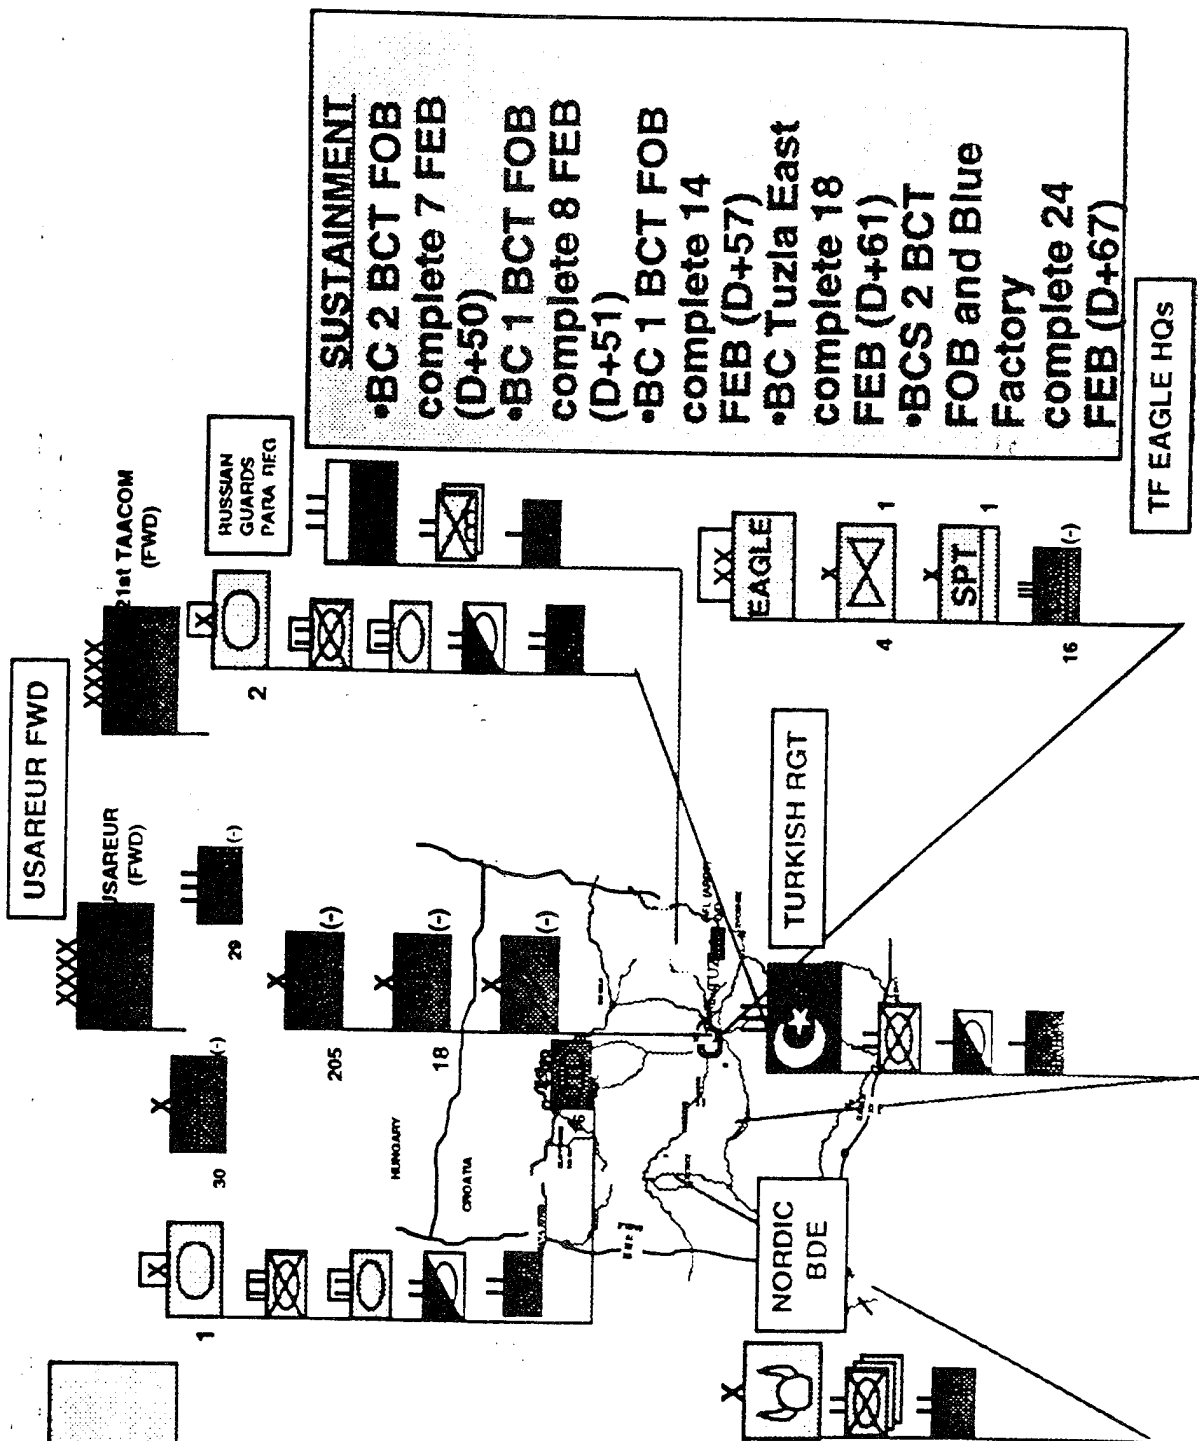 USAREUR FWD
XXXX
USAREUR
(FWD)
XXXX
21st TAACOM
(FWD)
X
30
(-)
29
(-)
X
1
X
205
(-)
X
18
(-)
X
(-)
HUNGARY
CROATIA
X
2
RUSSIAN
GUARDS
PARA REG
SUSTAINMENT
•BC 2 BCT FOB
complete 7 FEB
(D+50)
•BC 1 BCT FOB
complete 8 FEB
(D+51)
•BC 1 BCT FOB
complete 14
FEB (D+57)
•BC Tuzla East
complete 18
FEB (D+61)
•BCS 2 BCT
FOB and Blue
Factory
complete 24
FEB (D+67)
TF EAGLE HQs
XX
EAGLE
X
4
1
X
SPT
1
16
(-)
TURKISH RGT
NORDIC
BDE
X